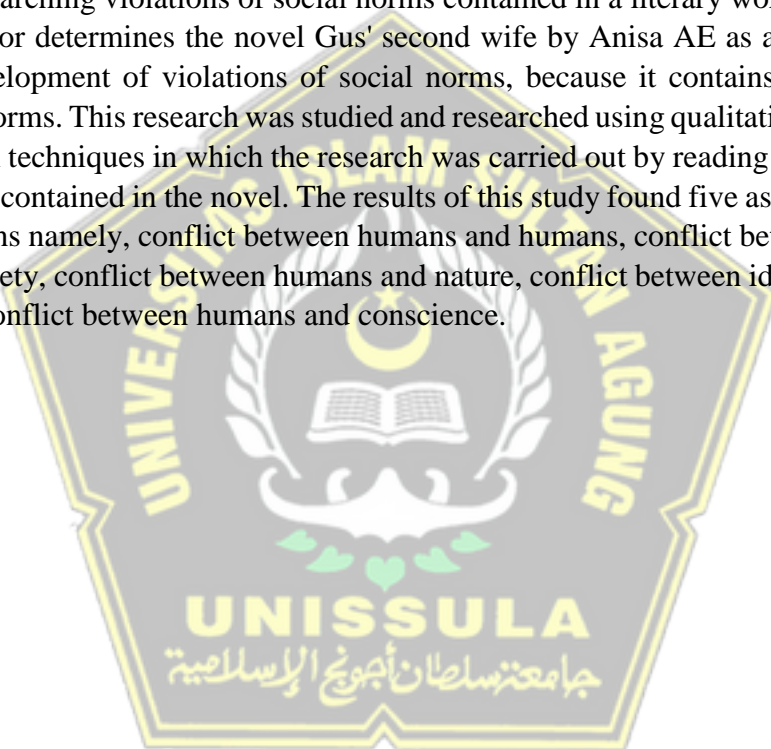 arching violations of social norms contained in a literary wor
or determines the novel Gus' second wife by Anisa AE as a
elopment of violations of social norms, because it contains
orms. This research was studied and researched using qualitati
techniques in which the research was carried out by reading
contained in the novel. The results of this study found five as
ns namely, conflict between humans and humans, conflict be
ety, conflict between humans and nature, conflict between id
onflict between humans and conscience.
UNIVERSITAS ISLAM SULTAN AGUNG
UNISSULA
جامعتسلطان أجونج الإسلامية